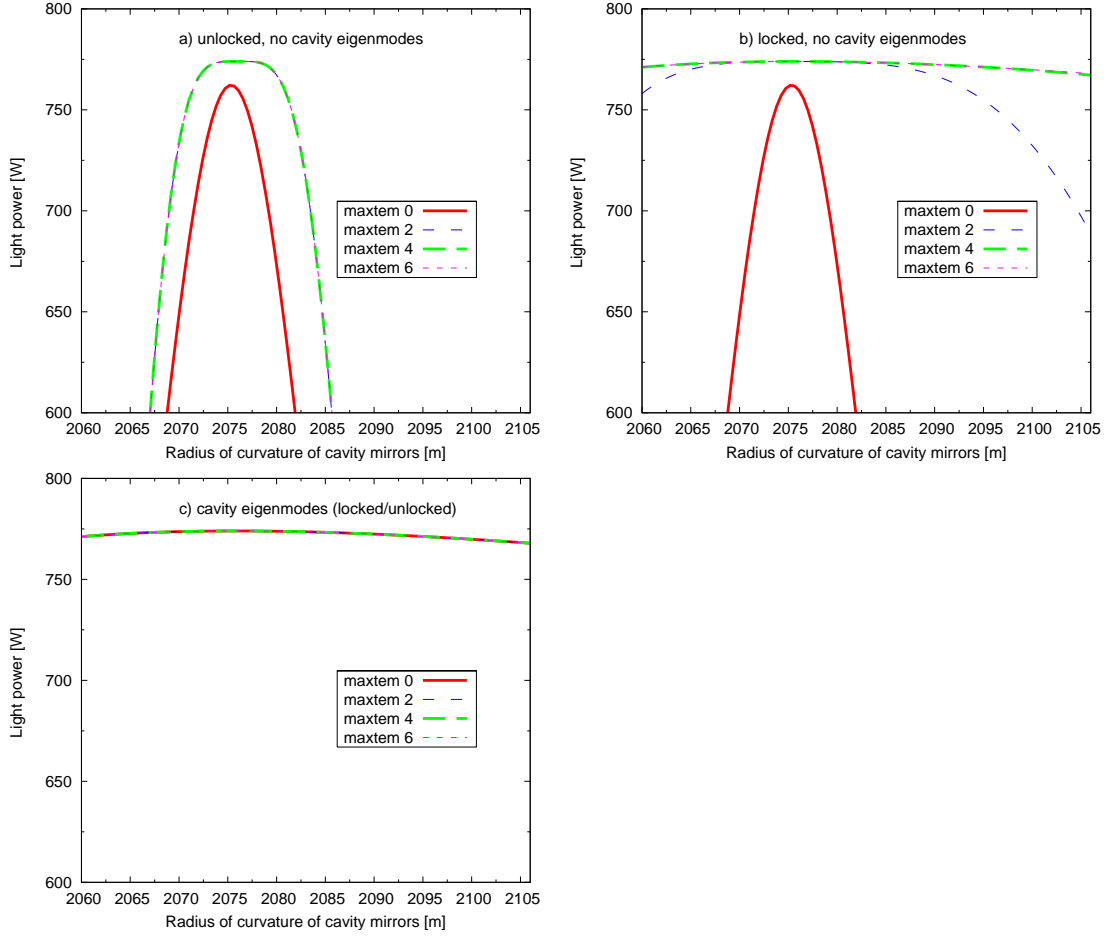 a) unlocked, no cavity eigenmodes
800
750
700
650
600
Light power [W]
maxtem 0
maxtem 2
maxtem 4
maxtem 6
2060 2065 2070 2075 2080 2085 2090 2095 2100 2105
Radius of curvature of cavity mirrors [m]
b) locked, no cavity eigenmodes
800
750
700
650
600
Light power [W]
maxtem 0
maxtem 2
maxtem 4
maxtem 6
2060 2065 2070 2075 2080 2085 2090 2095 2100 2105
Radius of curvature of cavity mirrors [m]
c) cavity eigenmodes (locked/unlocked)
800
750
700
650
600
Light power [W]
maxtem 0
maxtem 2
maxtem 4
maxtem 6
2060 2065 2070 2075 2080 2085 2090 2095 2100 2105
Radius of curvature of cavity mirrors [m]